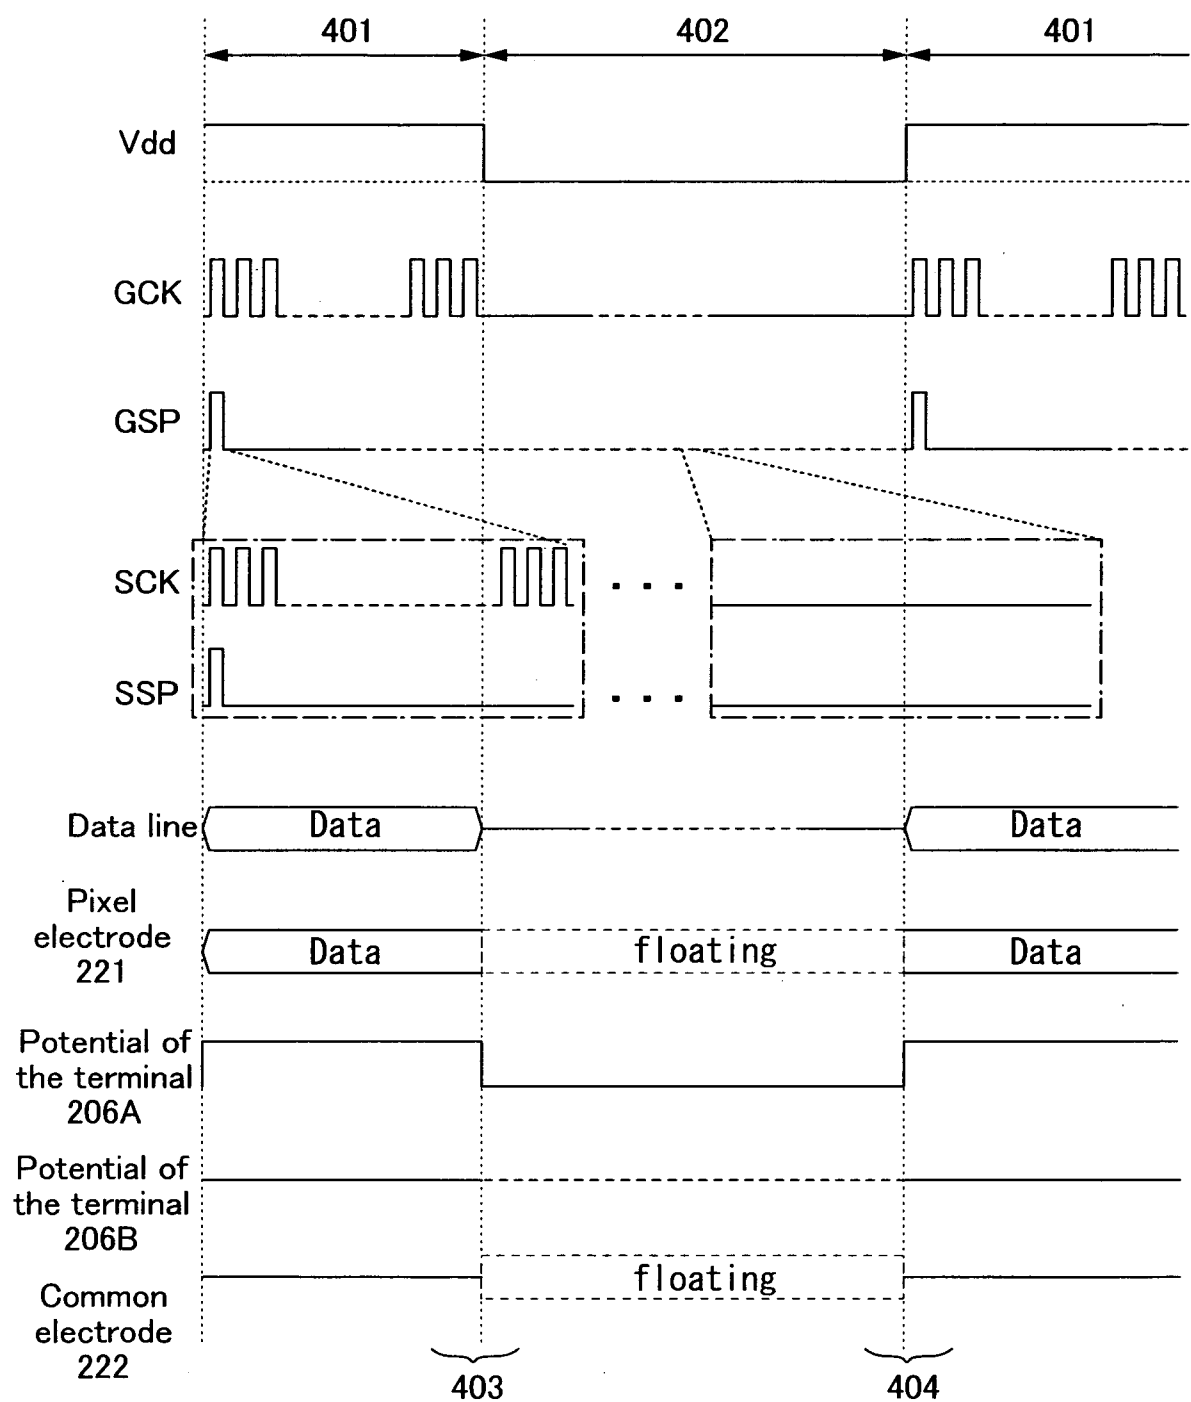 401
402
401
Vdd
GCK
GSP
SCK
. . .
SSP
. . .
Data line
Data
Data
Pixel
electrode
221
Data
floating
Data
Potential of
the terminal
206A
Potential of
the terminal
206B
floating
Common
electrode
222
403
404